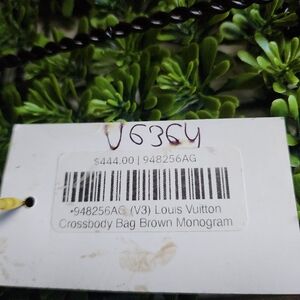 V6364
$444.00 | 948256AG
*948256AG (V3) Louis Vuitton
Crossbody Bag Brown Monogram